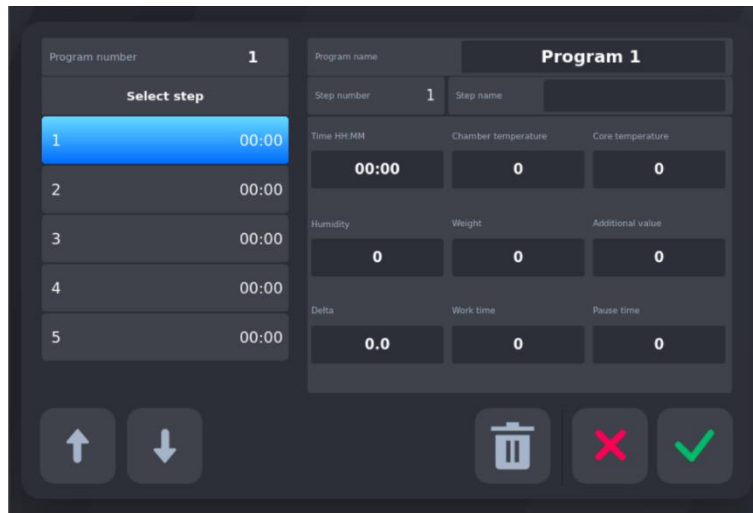 Program number 1
Program name Program 1
Select step
Step number 1 Step name
1 00:00
2 00:00
3 00:00
4 00:00
5 00:00
Time HH:MM Chamber temperature Core temperature
00:00 0 0
Humidity Weight Additional value
0 0 0
Delta Work time Pause time
0.0 0 0